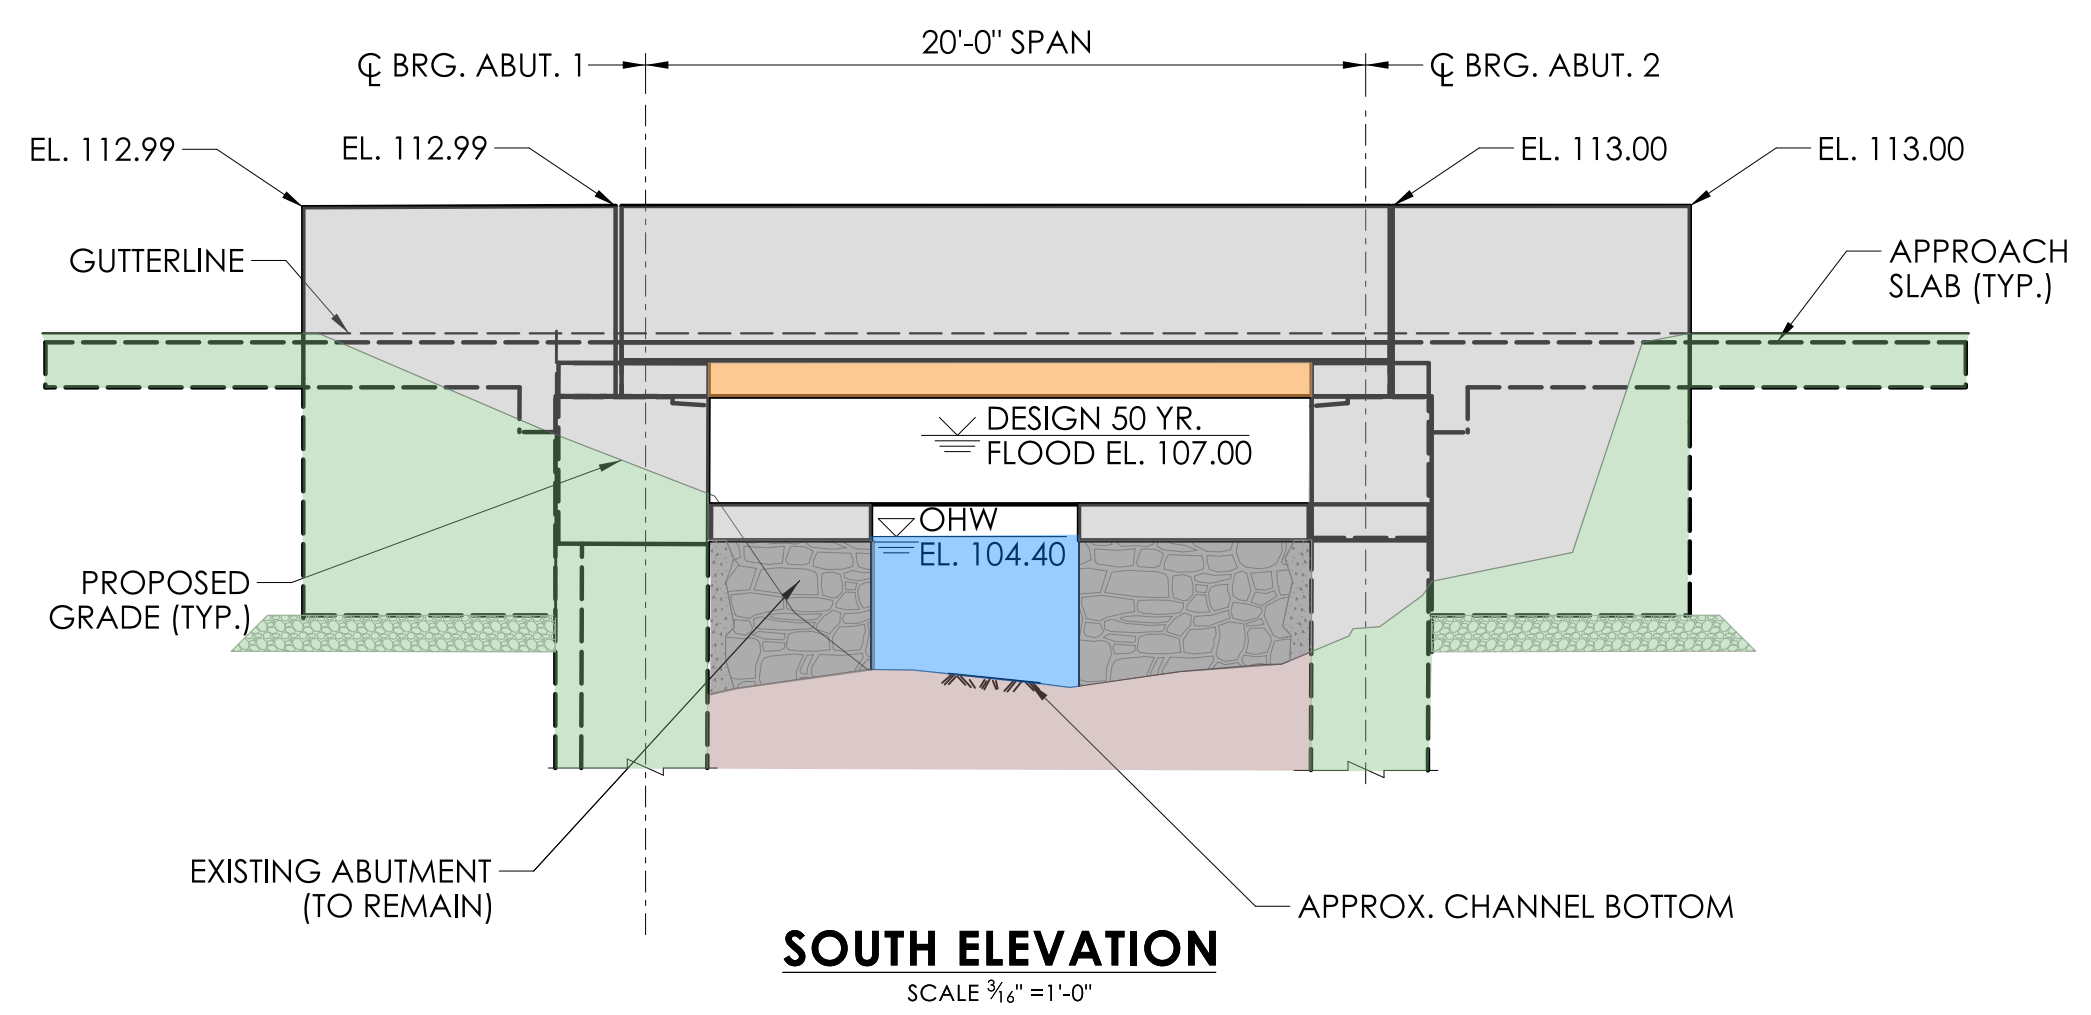 20'-0" SPAN
℄ BRG. ABUT. 1
℄ BRG. ABUT. 2
EL. 112.99
EL. 112.99
EL. 113.00
EL. 113.00
GUTTERLINE
APPROACH
SLAB (TYP.)
DESIGN 50 YR.
FLOOD EL. 107.00
OHW
EL. 104.40
PROPOSED
GRADE (TYP.)
EXISTING ABUTMENT
(TO REMAIN)
APPROX. CHANNEL BOTTOM
SOUTH ELEVATION
SCALE 3/16" =1'-0"